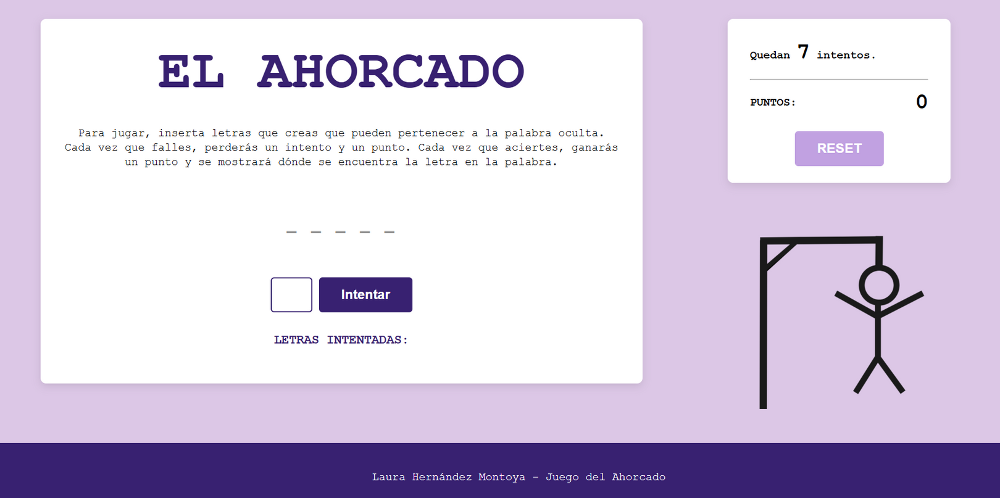 EL AHORCADO
Para jugar, inserta letras que creas que pueden pertenecer a la palabra oculta.
Cada vez que falles, perderás un intento y un punto. Cada vez que aciertes, ganarás
un punto y se mostrará dónde se encuentra la letra en la palabra.
_ _ _ _ _
Intentar
LETRAS INTENTADAS:
Quedan 7 intentos.
PUNTOS: 0
RESET
Laura Hernández Montoya - Juego del Ahorcado